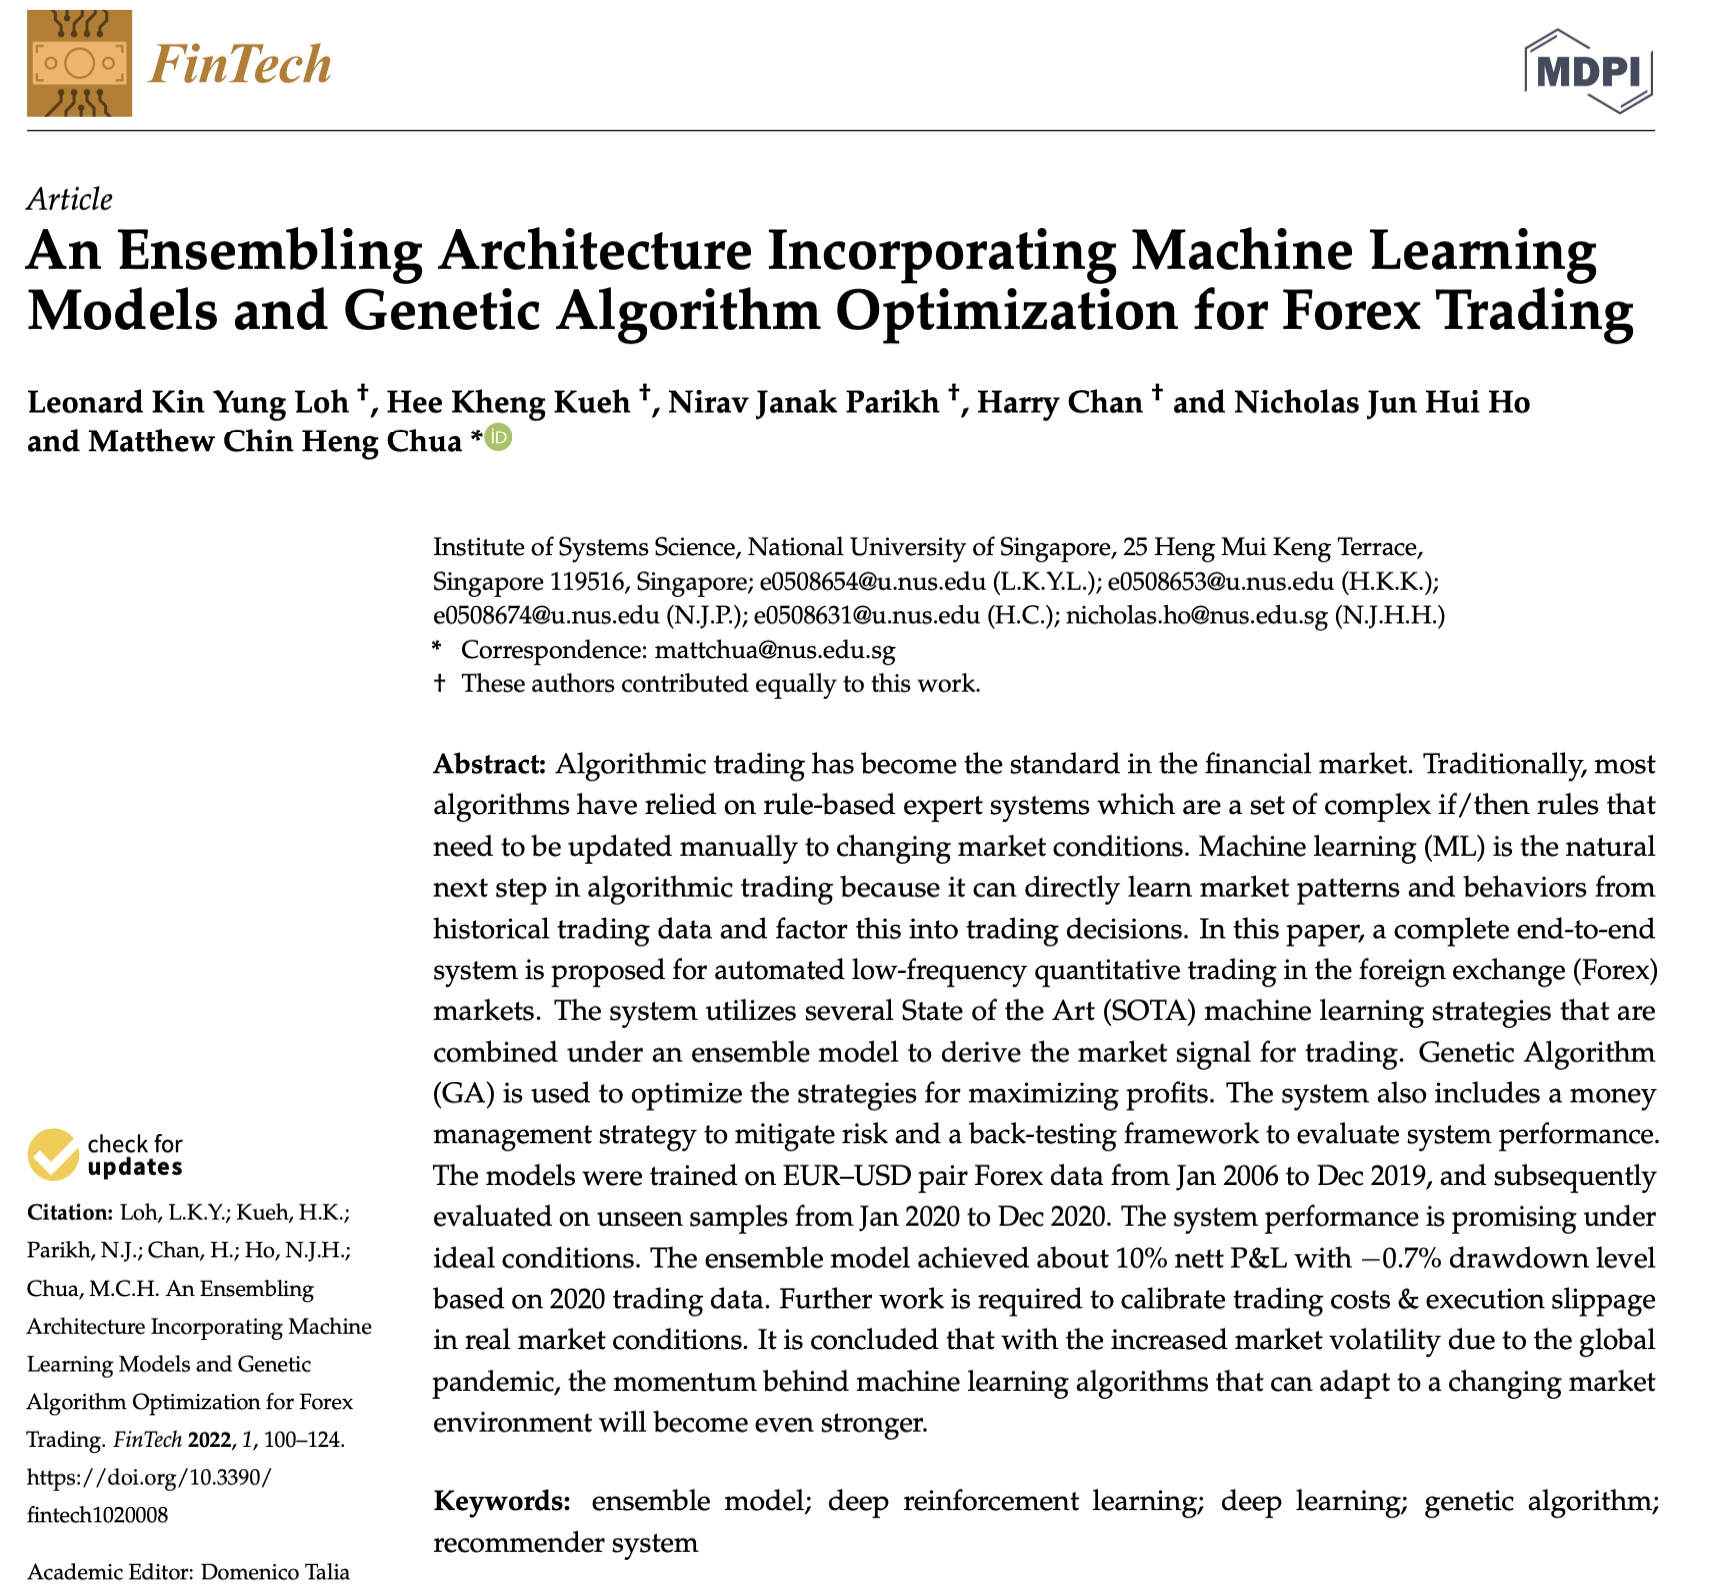 FinTech
MDPI
Article
An Ensembling Architecture Incorporating Machine Learning
Models and Genetic Algorithm Optimization for Forex Trading
Leonard Kin Yung Loh †, Hee Kheng Kueh †, Nirav Janak Parikh †, Harry Chan † and Nicholas Jun Hui Ho
and Matthew Chin Heng Chua * iD
Institute of Systems Science, National University of Singapore, 25 Heng Mui Keng Terrace,
Singapore 119516, Singapore; e0508654@u.nus.edu (L.K.Y.L.); e0508653@u.nus.edu (H.K.K.);
e0508674@u.nus.edu (N.J.P.); e0508631@u.nus.edu (H.C.); nicholas.ho@nus.edu.sg (N.J.H.H.)
* Correspondence: mattchua@nus.edu.sg
† These authors contributed equally to this work.
Abstract: Algorithmic trading has become the standard in the financial market. Traditionally, most
algorithms have relied on rule-based expert systems which are a set of complex if/then rules that
need to be updated manually to changing market conditions. Machine learning (ML) is the natural
next step in algorithmic trading because it can directly learn market patterns and behaviors from
historical trading data and factor this into trading decisions. In this paper, a complete end-to-end
system is proposed for automated low-frequency quantitative trading in the foreign exchange (Forex)
markets. The system utilizes several State of the Art (SOTA) machine learning strategies that are
combined under an ensemble model to derive the market signal for trading. Genetic Algorithm
(GA) is used to optimize the strategies for maximizing profits. The system also includes a money
management strategy to mitigate risk and a back-testing framework to evaluate system performance.
The models were trained on EUR–USD pair Forex data from Jan 2006 to Dec 2019, and subsequently
evaluated on unseen samples from Jan 2020 to Dec 2020. The system performance is promising under
ideal conditions. The ensemble model achieved about 10% nett P&L with −0.7% drawdown level
based on 2020 trading data. Further work is required to calibrate trading costs & execution slippage
in real market conditions. It is concluded that with the increased market volatility due to the global
pandemic, the momentum behind machine learning algorithms that can adapt to a changing market
environment will become even stronger.
Keywords: ensemble model; deep reinforcement learning; deep learning; genetic algorithm;
recommender system
check for
updates
Citation: Loh, L.K.Y.; Kueh, H.K.;
Parikh, N.J.; Chan, H.; Ho, N.J.H.;
Chua, M.C.H. An Ensembling
Architecture Incorporating Machine
Learning Models and Genetic
Algorithm Optimization for Forex
Trading. FinTech 2022, 1, 100–124.
https://doi.org/10.3390/
fintech1020008
Academic Editor: Domenico Talia